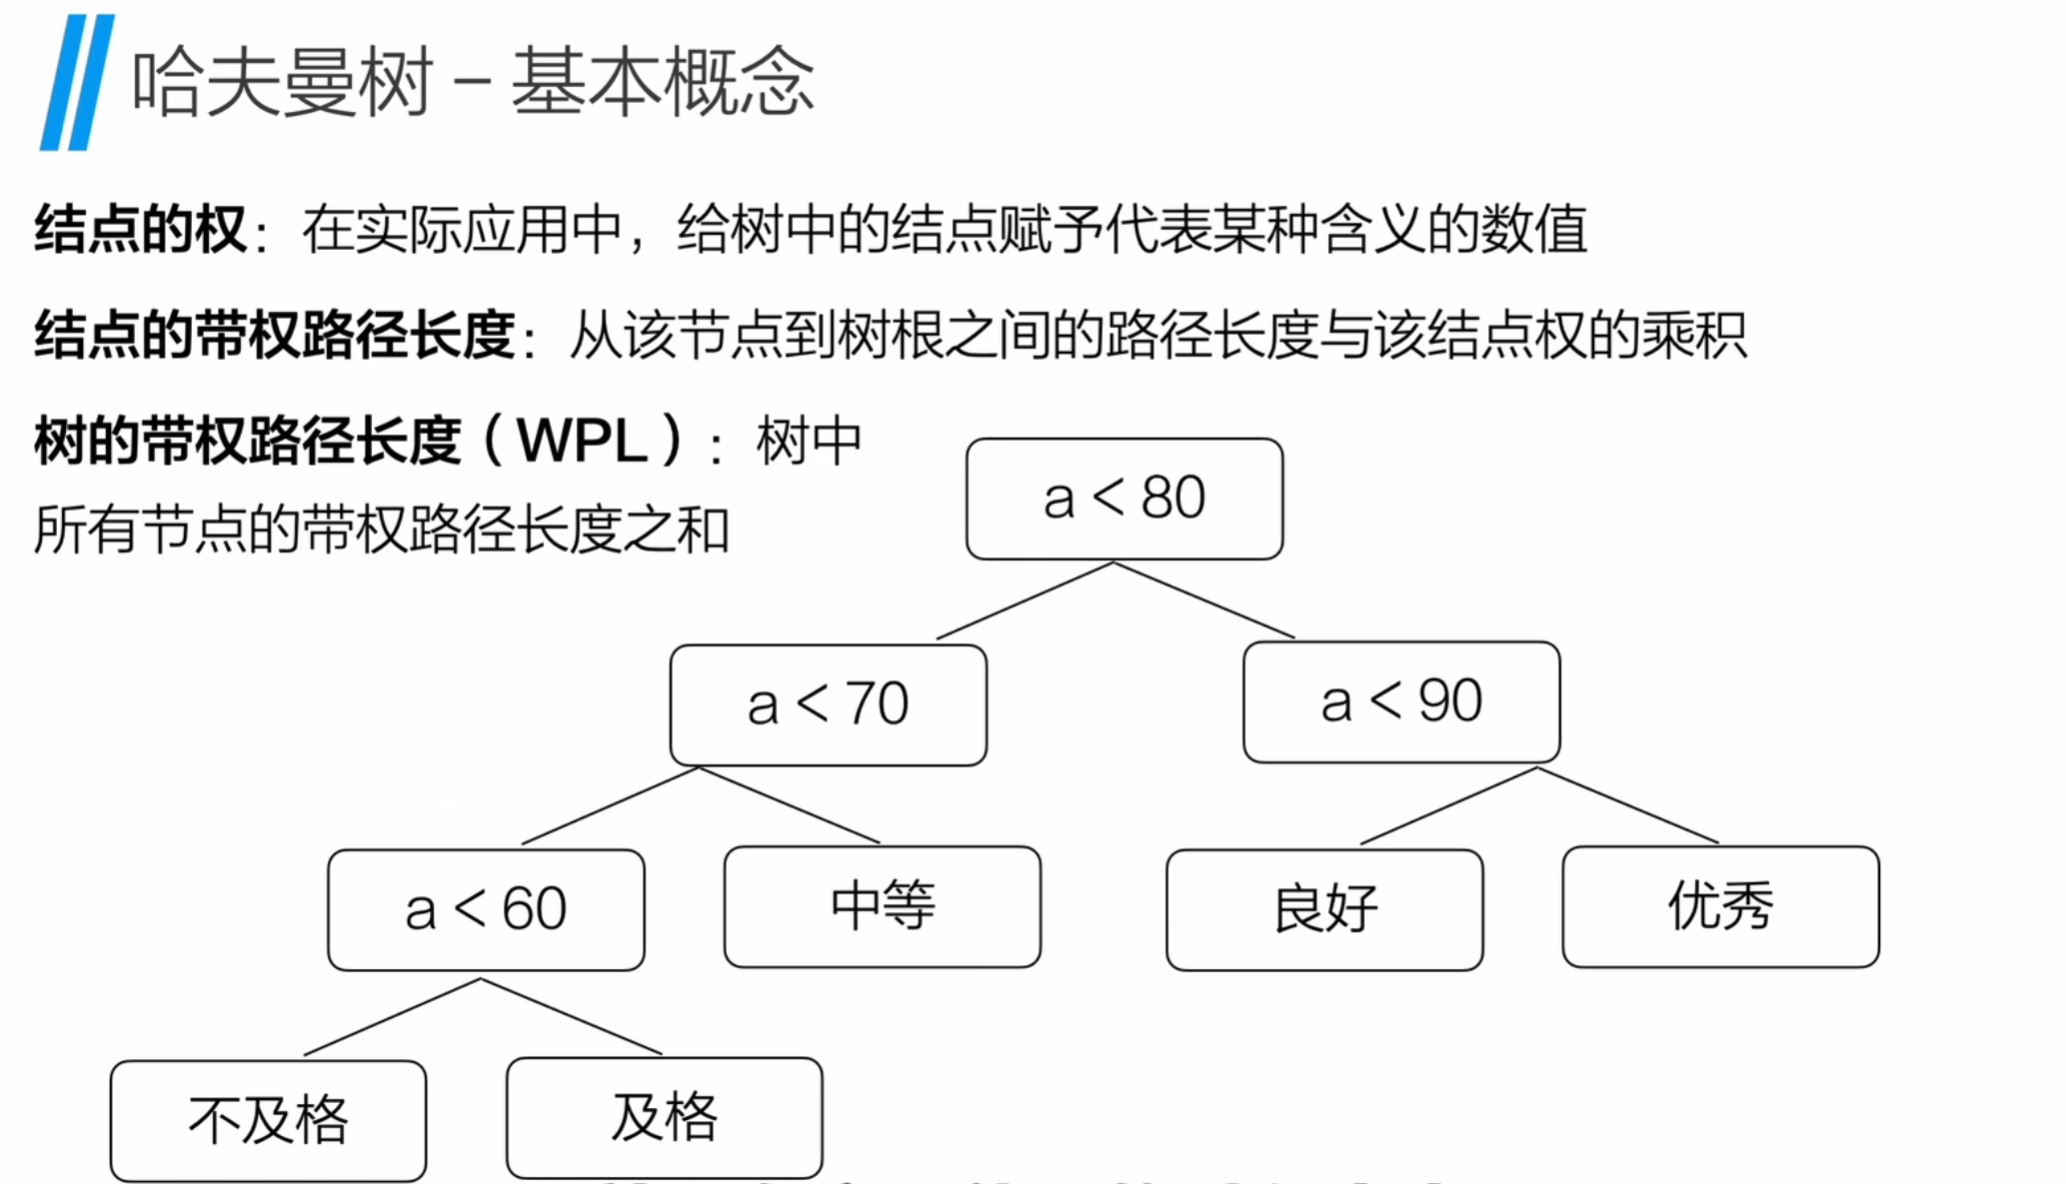 哈夫曼树 – 基本概念
结点的权：在实际应用中，给树中的结点赋予代表某种含义的数值
结点的带权路径长度：从该节点到树根之间的路径长度与该结点权的乘积
树的带权路径长度（WPL）：树中
所有节点的带权路径长度之和
a < 80
a < 70
a < 90
a < 60
中等
良好
优秀
不及格
及格